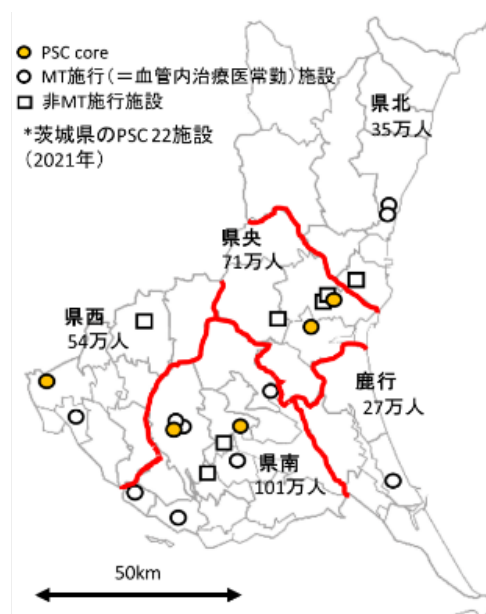 PSC core
MT施行(=血管内治療医常勤)施設
非MT施行施設
*茨城県のPSC 22施設
(2021年)
県北
35万人
県央
71万人
県西
54万人
鹿行
27万人
県南
101万人
50km